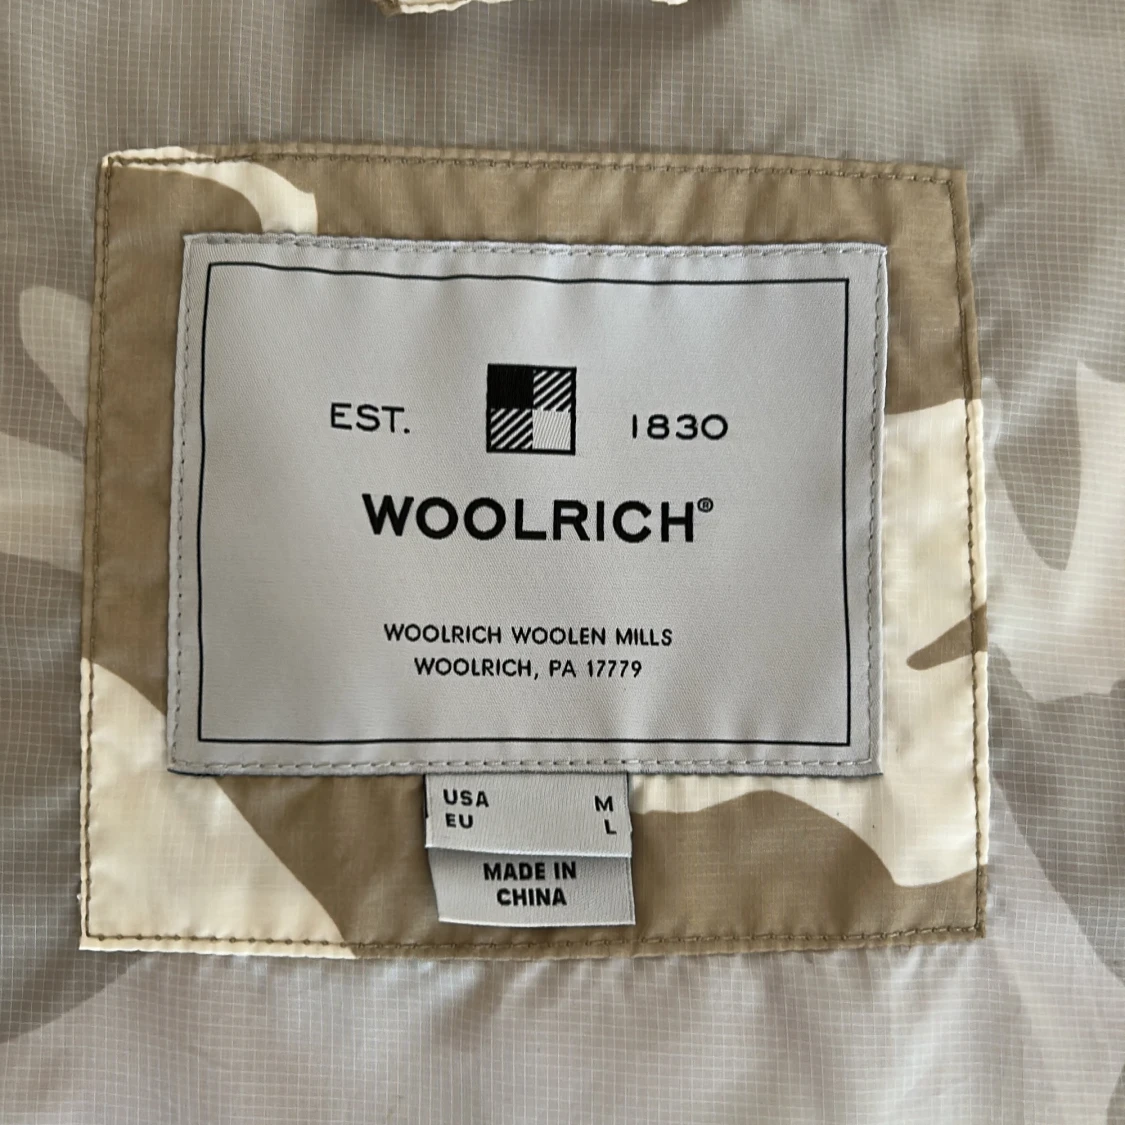 EST. 1830
WOOLRICH®
WOOLRICH WOOLEN MILLS
WOOLRICH, PA 17779
USA M
EU L
MADE IN
CHINA